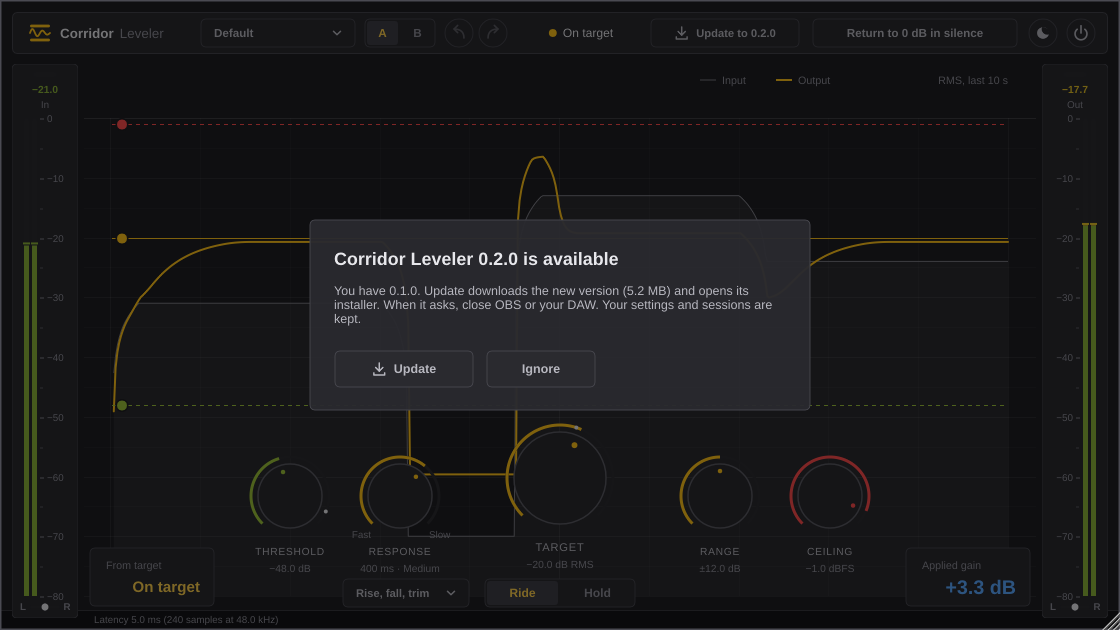 Corridor Leveler
Default
A B
On target
Update to 0.2.0
Return to 0 dB in silence
−21.0
In
Input
Output
RMS, last 10 s
−17.7
Out
0
−10
−20
−30
−40
−50
−60
−70
−80
L R
0
−10
−20
−30
−40
−50
−60
−70
−80
L R
Corridor Leveler 0.2.0 is available
You have 0.1.0. Update downloads the new version (5.2 MB) and opens its
installer. When it asks, close OBS or your DAW. Your settings and sessions are
kept.
Update
Ignore
Fast Slow
THRESHOLD
−48.0 dB
RESPONSE
400 ms · Medium
TARGET
−20.0 dB RMS
RANGE
±12.0 dB
CEILING
−1.0 dBFS
From target
On target
Rise, fall, trim
Ride
Hold
Applied gain
+3.3 dB
Latency 5.0 ms (240 samples at 48.0 kHz)